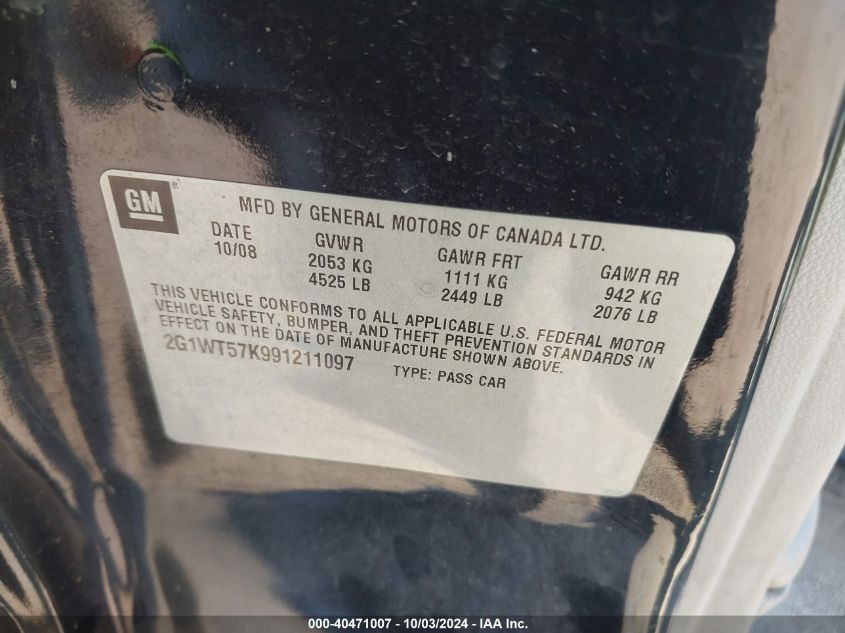 GM ®
MFD BY GENERAL MOTORS OF CANADA LTD.
DATE GVWR GAWR FRT GAWR RR
10/08 2053 KG 1111 KG 942 KG
4525 LB 2449 LB 2076 LB
THIS VEHICLE CONFORMS TO ALL APPLICABLE U.S. FEDERAL MOTOR
VEHICLE SAFETY, BUMPER, AND THEFT PREVENTION STANDARDS IN
EFFECT ON THE DATE OF MANUFACTURE SHOWN ABOVE.
2G1WT57K991211097 TYPE: PASS CAR
000-40471007 - 10/03/2024 - IAA Inc.